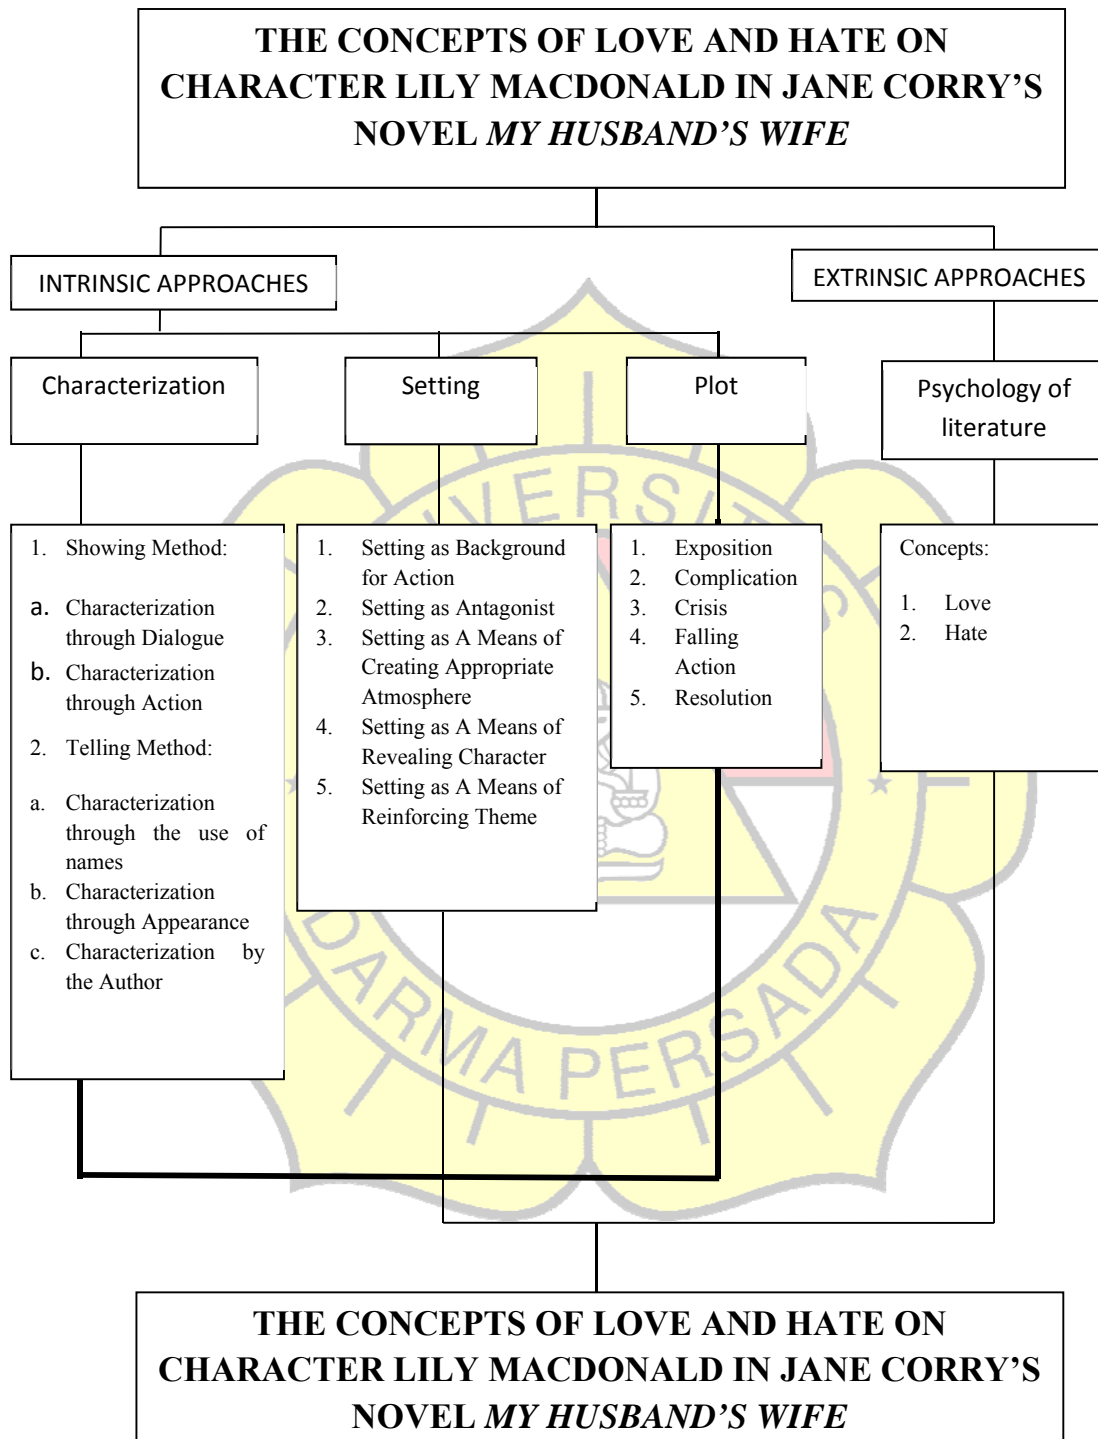 THE CONCEPTS OF LOVE AND HATE ON
CHARACTER LILY MACDONALD IN JANE CORRY’S
NOVEL MY HUSBAND’S WIFE
INTRINSIC APPROACHES
EXTRINSIC APPROACHES
Characterization
Setting
Plot
Psychology of
literature
1. Showing Method:
a. Characterization
through Dialogue
b. Characterization
through Action
2. Telling Method:
a. Characterization
through the use of
names
b. Characterization
through Appearance
c. Characterization by
the Author
1. Setting as Background
for Action
2. Setting as Antagonist
3. Setting as A Means of
Creating Appropriate
Atmosphere
4. Setting as A Means of
Revealing Character
5. Setting as A Means of
Reinforcing Theme
1. Exposition
2. Complication
3. Crisis
4. Falling
Action
5. Resolution
Concepts:
1. Love
2. Hate
DARMA PERSADA
THE CONCEPTS OF LOVE AND HATE ON
CHARACTER LILY MACDONALD IN JANE CORRY’S
NOVEL MY HUSBAND’S WIFE